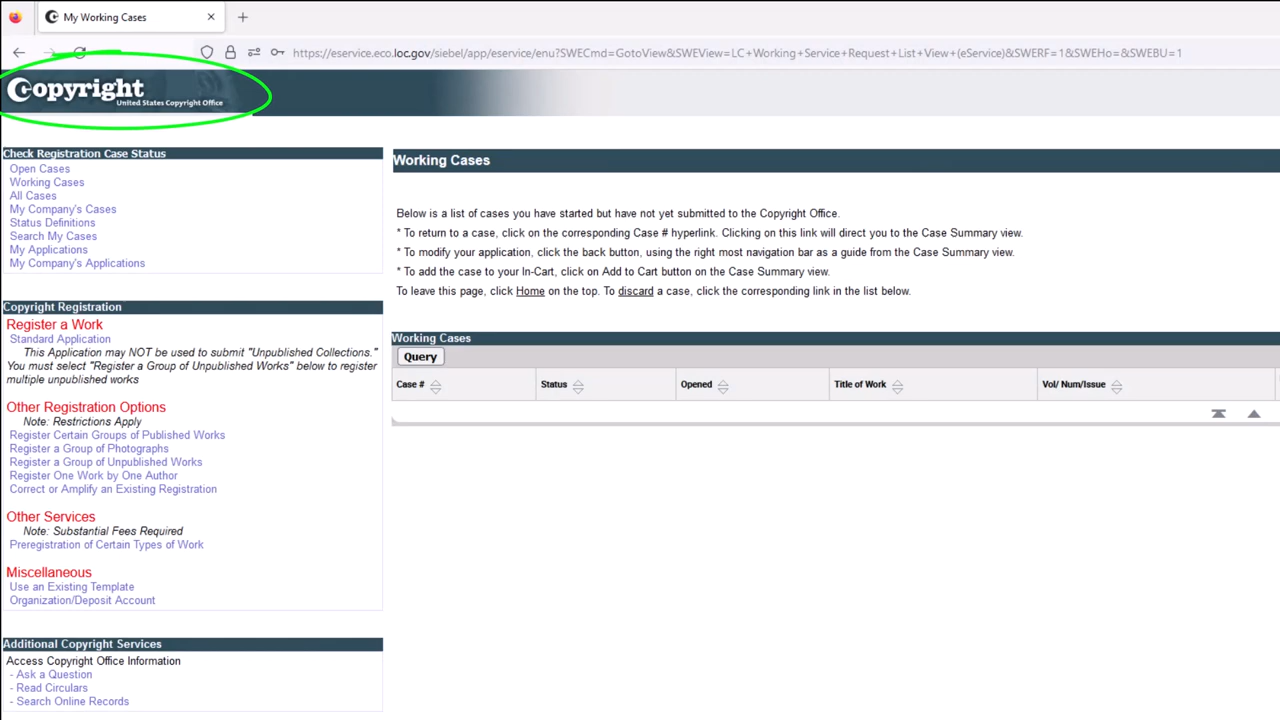 My Working Cases
https://eservice.eco.loc.gov/siebel/app/eservice/enu?SWECmd=GotoView&SWEView=LC+Working+Service+Request+List+View+(eService)&SWERF=1&SWEHo=&SWEBU=1
Copyright
United States Copyright Office
Check Registration Case Status
Open Cases
Working Cases
All Cases
My Company's Cases
Status Definitions
Search My Cases
My Applications
My Company's Applications
Copyright Registration
Register a Work
Standard Application
This Application may NOT be used to submit "Unpublished Collections."
You must select "Register a Group of Unpublished Works" below to register
multiple unpublished works
Other Registration Options
Note: Restrictions Apply
Register Certain Groups of Published Works
Register a Group of Photographs
Register a Group of Unpublished Works
Register One Work by One Author
Correct or Amplify an Existing Registration
Other Services
Note: Substantial Fees Required
Preregistration of Certain Types of Work
Miscellaneous
Use an Existing Template
Organization/Deposit Account
Additional Copyright Services
Access Copyright Office Information
- Ask a Question
- Read Circulars
- Search Online Records
Working Cases
Below is a list of cases you have started but have not yet submitted to the Copyright Office.
* To return to a case, click on the corresponding Case # hyperlink. Clicking on this link will direct you to the Case Summary view.
* To modify your application, click the back button, using the right most navigation bar as a guide from the Case Summary view.
* To add the case to your In-Cart, click on Add to Cart button on the Case Summary view.
To leave this page, click Home on the top. To discard a case, click the corresponding link in the list below.
Working Cases
Query
Case # Status Opened Title of Work Vol/ Num/Issue